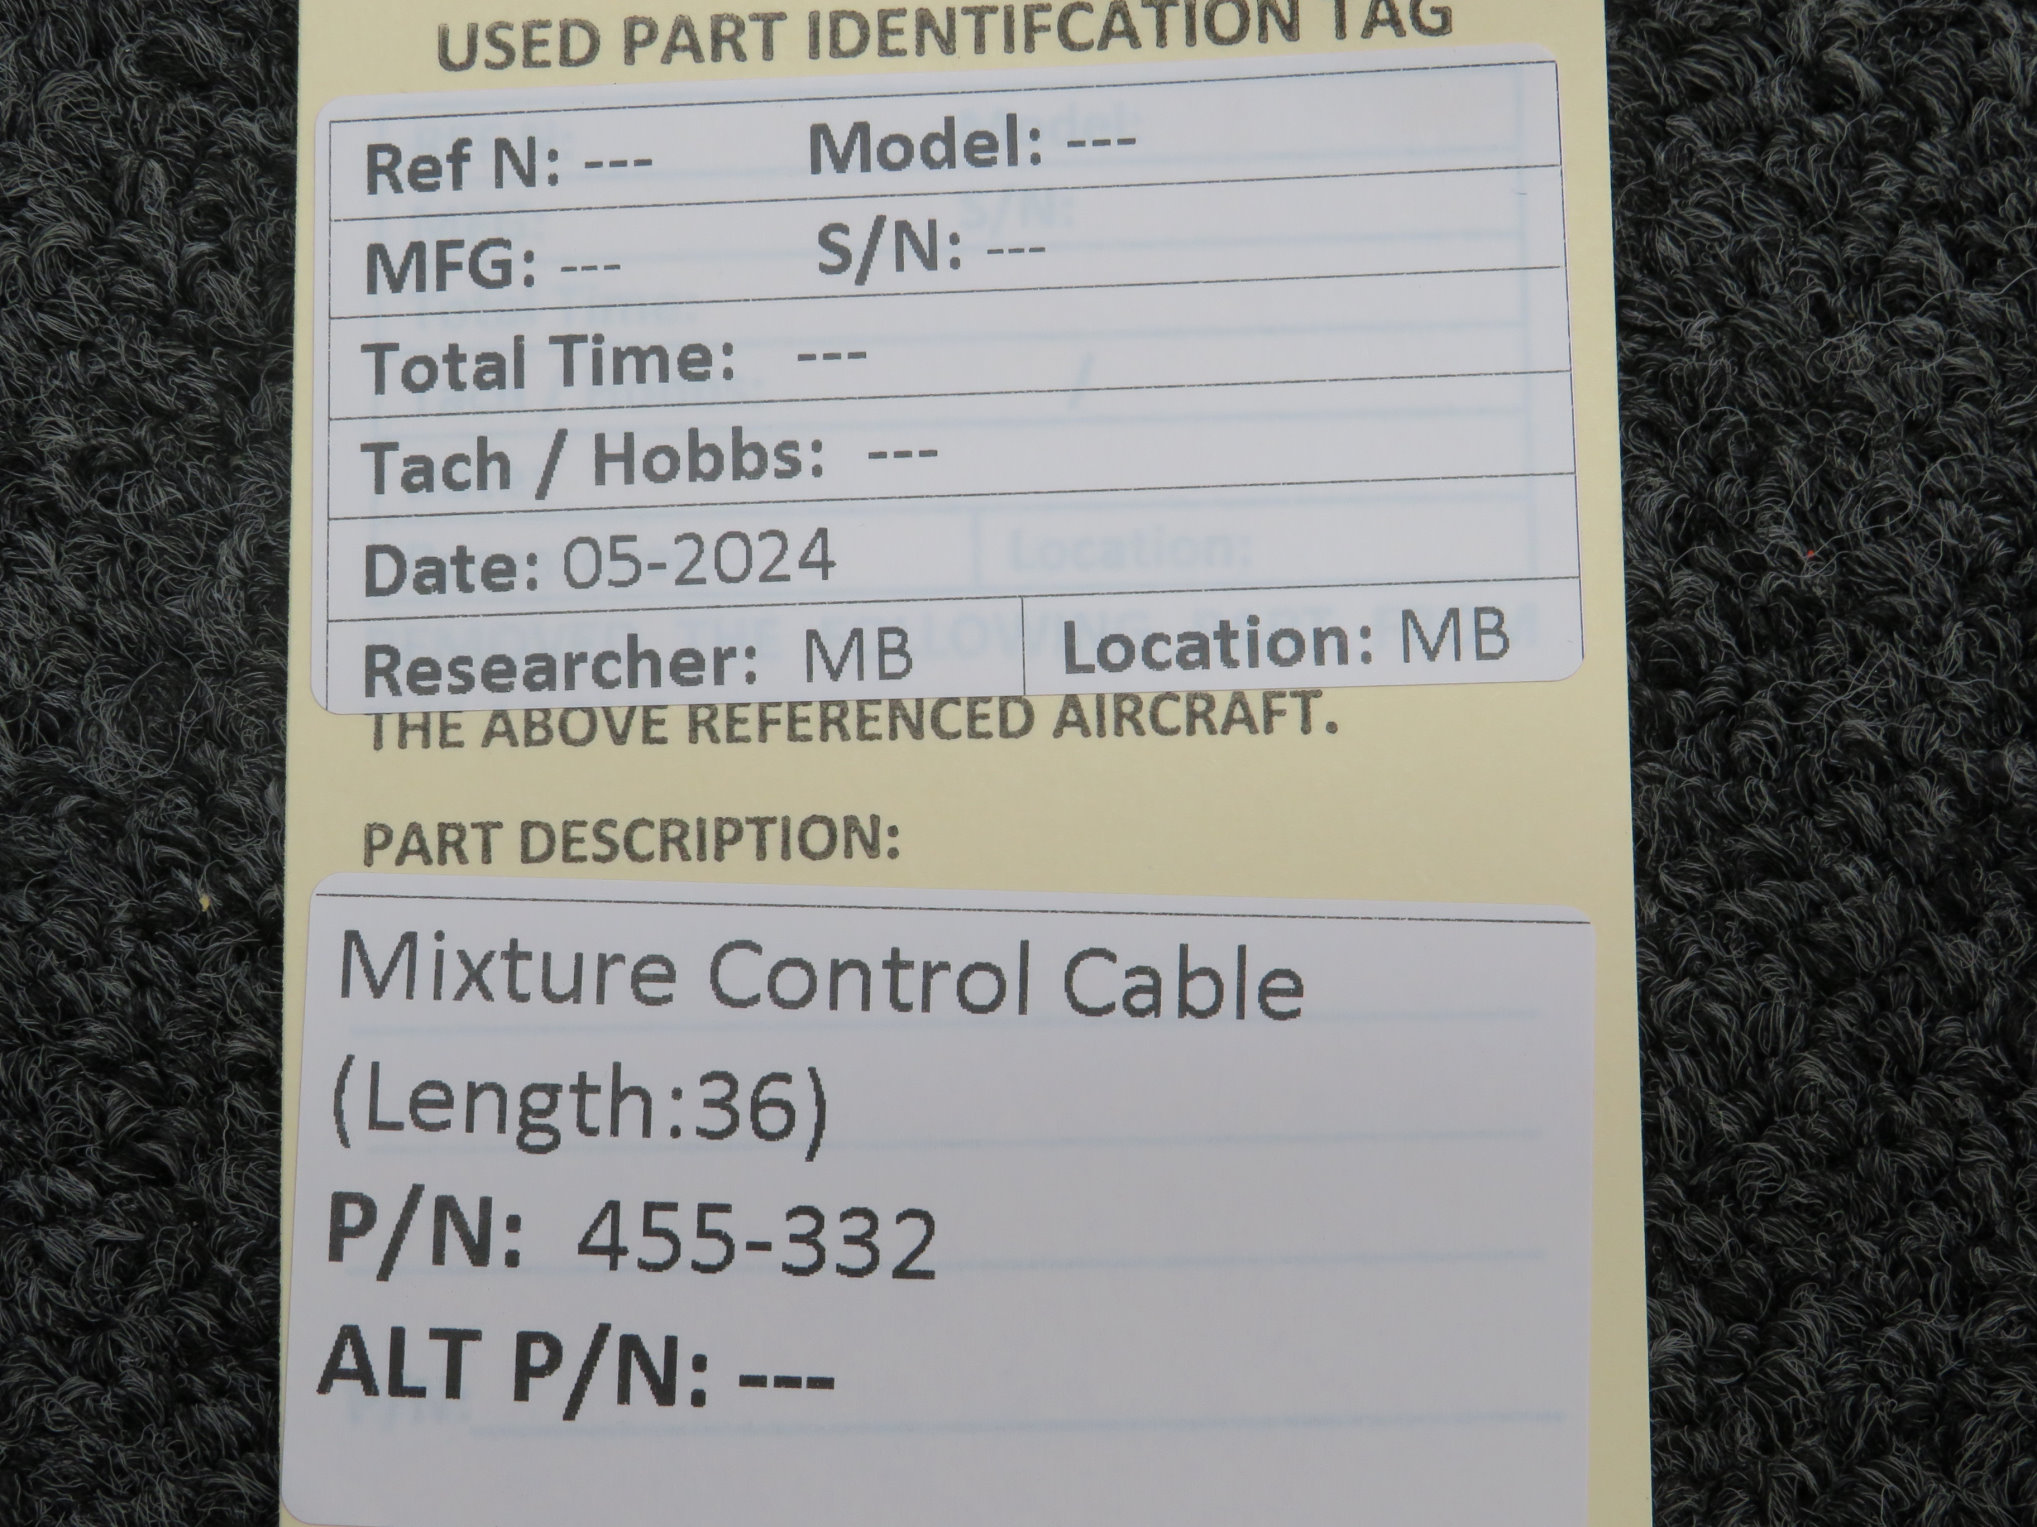 USED PART IDENTIFCATION TAG
Ref N: --- Model: ---
MFG: --- S/N: ---
Total Time: ---
Tach / Hobbs: ---
Date: 05-2024
Researcher: MB Location: MB
THE ABOVE REFERENCED AIRCRAFT.
PART DESCRIPTION:
Mixture Control Cable
(Length:36)
P/N: 455-332
ALT P/N: ---